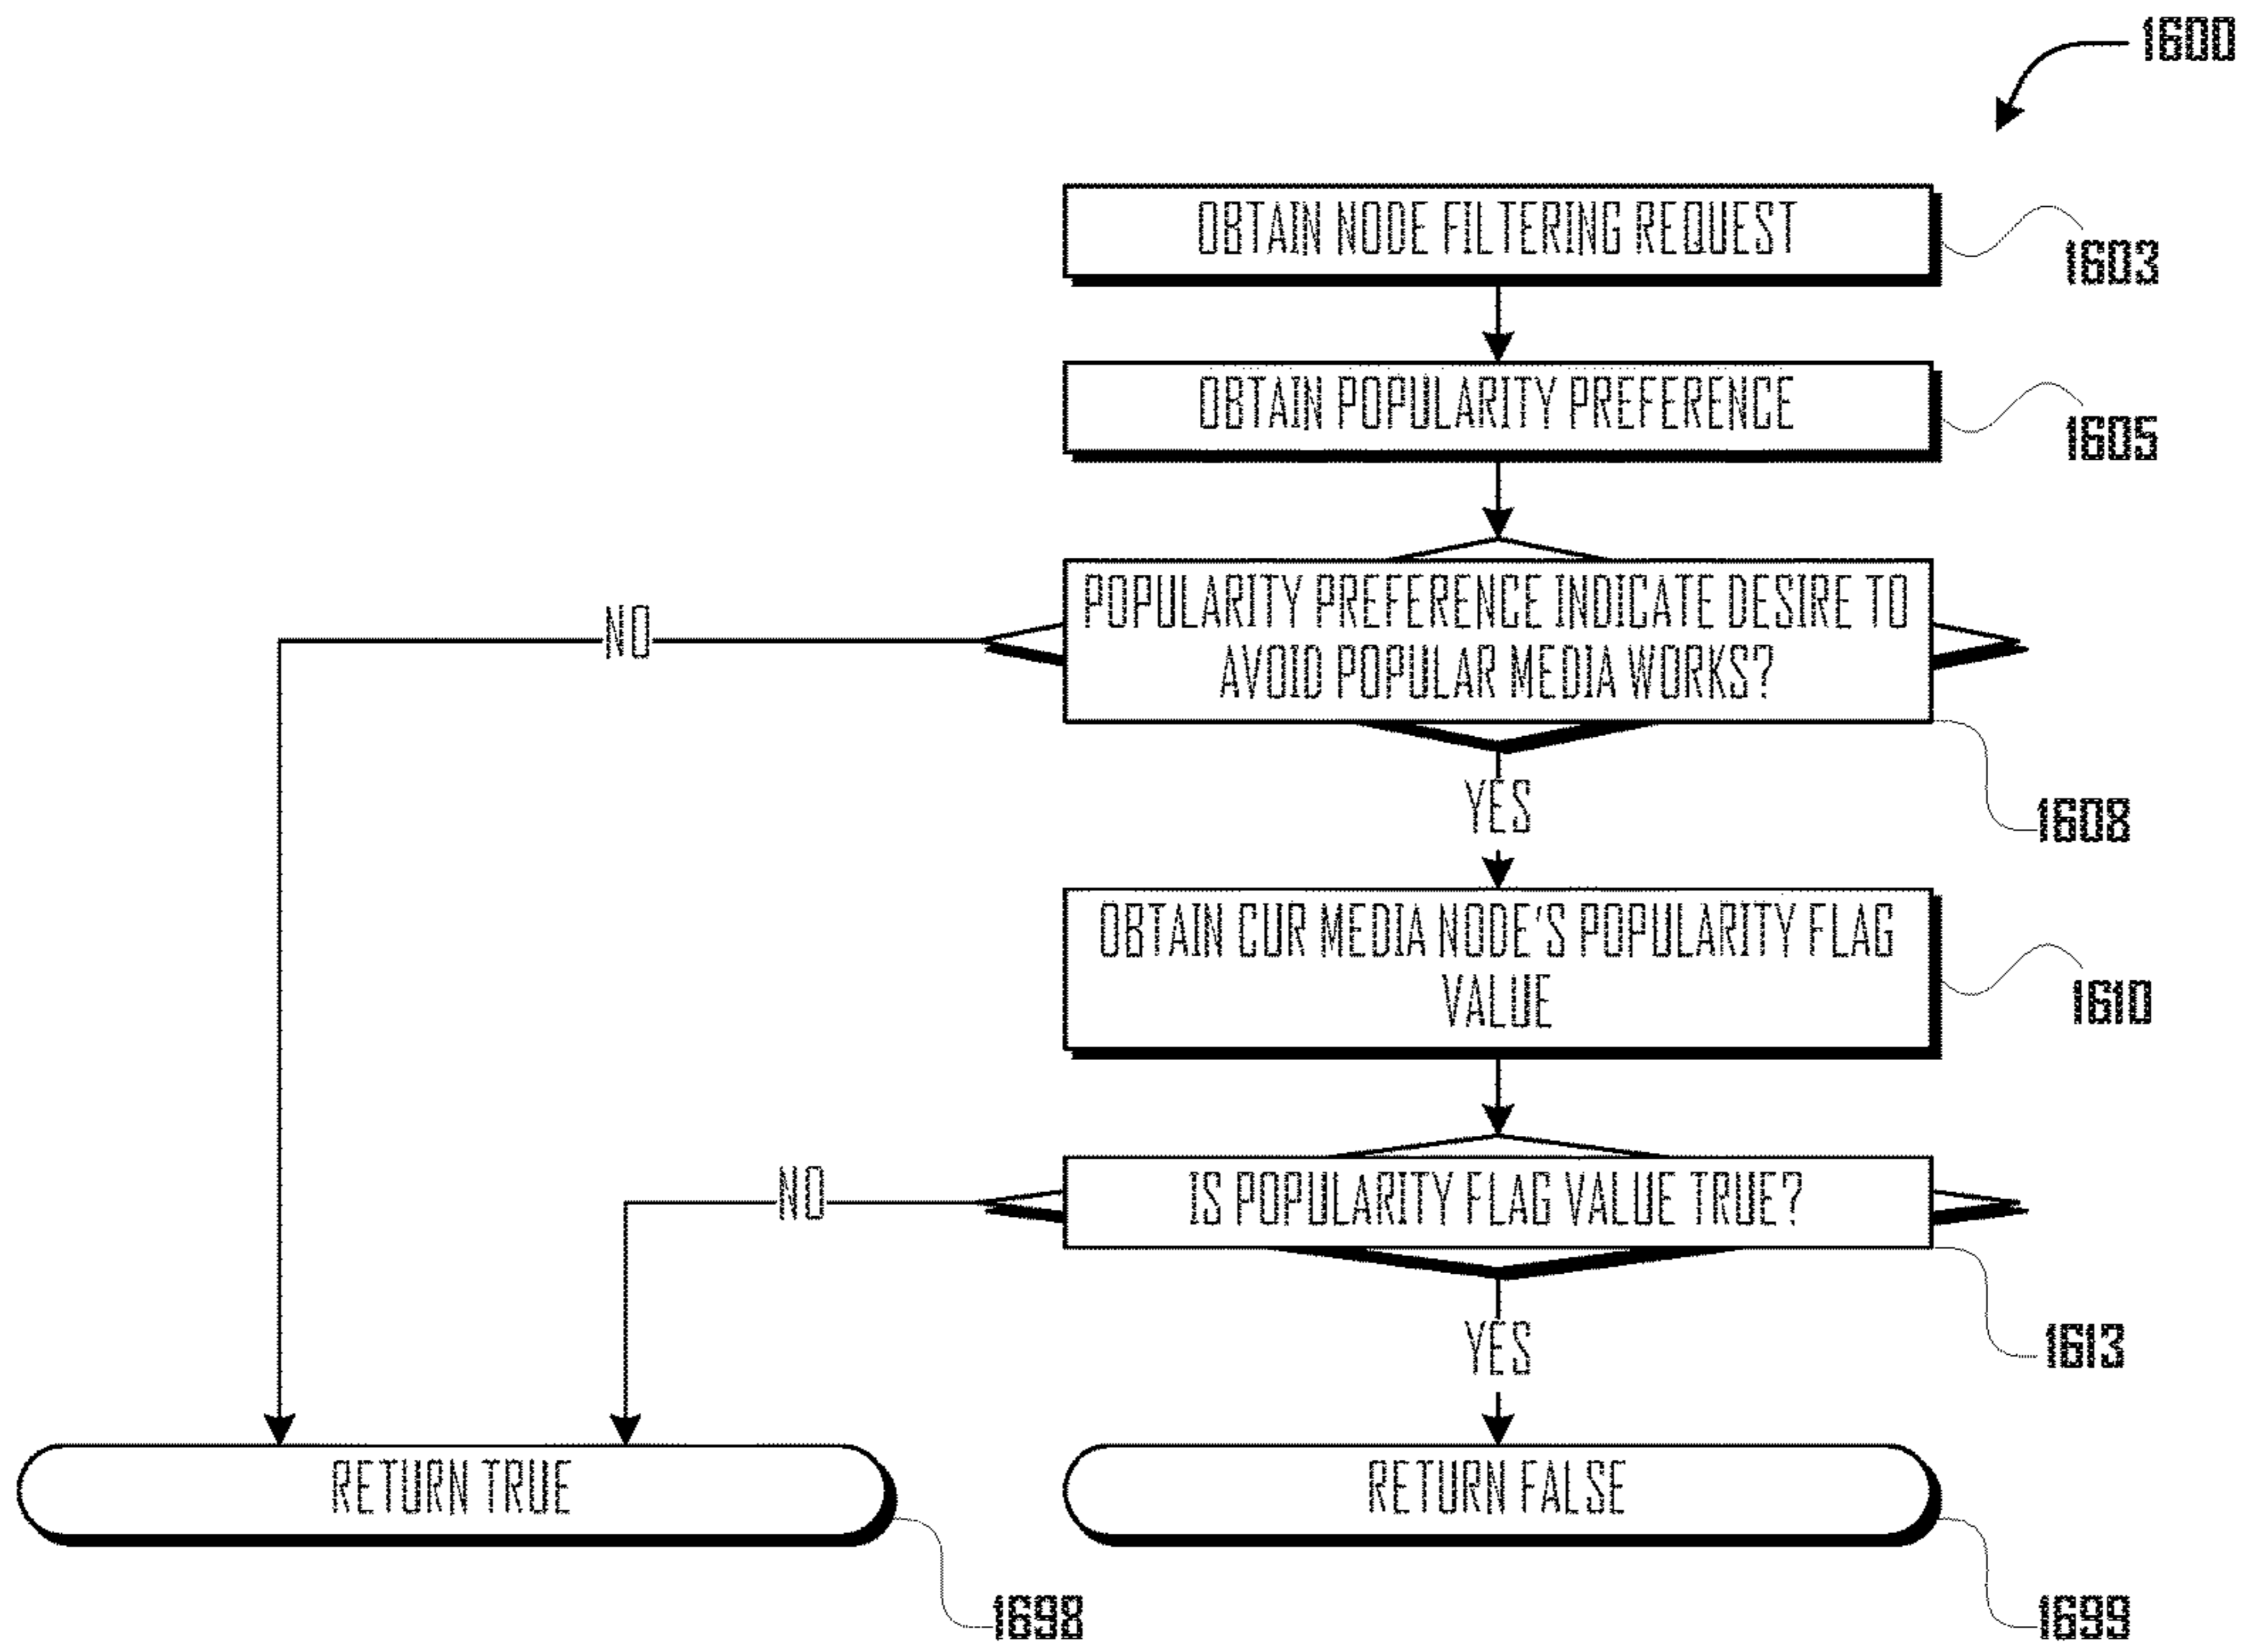 1600
OBTAIN NODE FILTERING REQUEST
1603
OBTAIN POPULARITY PREFERENCE
1605
POPULARITY PREFERENCE INDICATE DESIRE TO
AVOID POPULAR MEDIA WORKS?
NO
YES
1608
OBTAIN CUR MEDIA NODE'S POPULARITY FLAG
VALUE
1610
IS POPULARITY FLAG VALUE TRUE?
NO
YES
1613
RETURN TRUE
RETURN FALSE
1698
1699